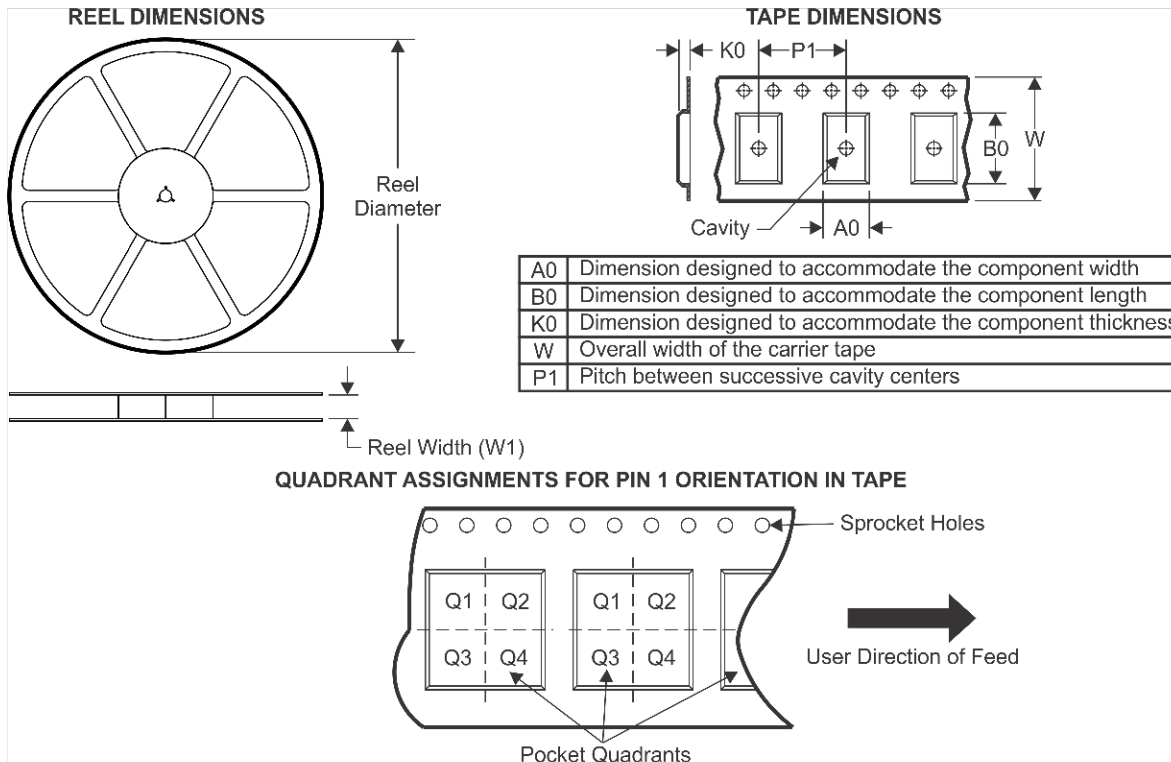 REEL DIMENSIONS
Reel
Diameter
Reel Width (W1)
TAPE DIMENSIONS
K0 P1
B0 W
Cavity A0
A0 Dimension designed to accommodate the component width
B0 Dimension designed to accommodate the component length
K0 Dimension designed to accommodate the component thickness
W Overall width of the carrier tape
P1 Pitch between successive cavity centers
QUADRANT ASSIGNMENTS FOR PIN 1 ORIENTATION IN TAPE
Sprocket Holes
Q1 Q2 Q1 Q2
Q3 Q4 Q3 Q4
User Direction of Feed
Pocket Quadrants